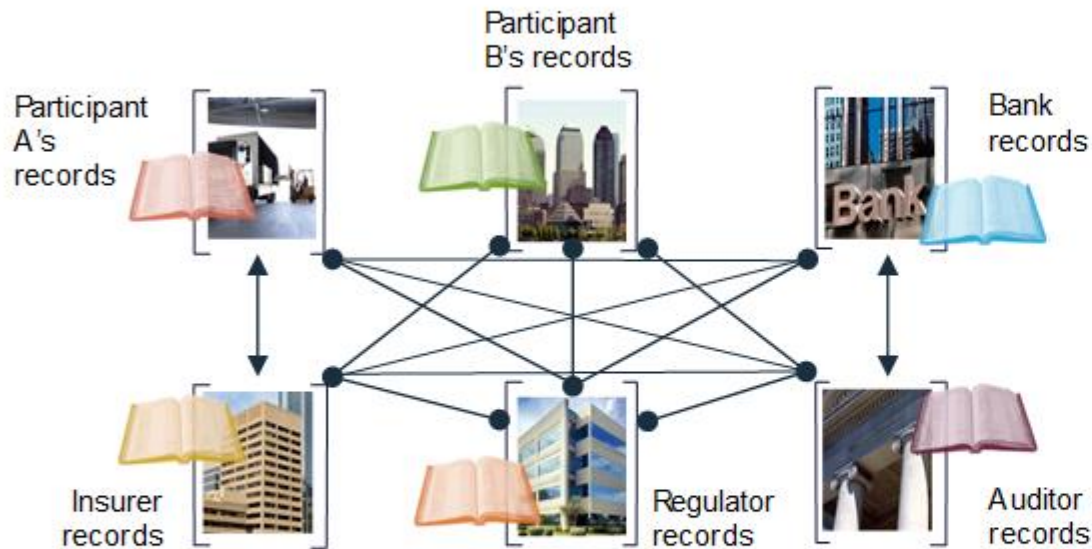 Participant
B's records
Participant
A's
records
Bank
records
Bank
Insurer
records
Regulator
records
Auditor
records